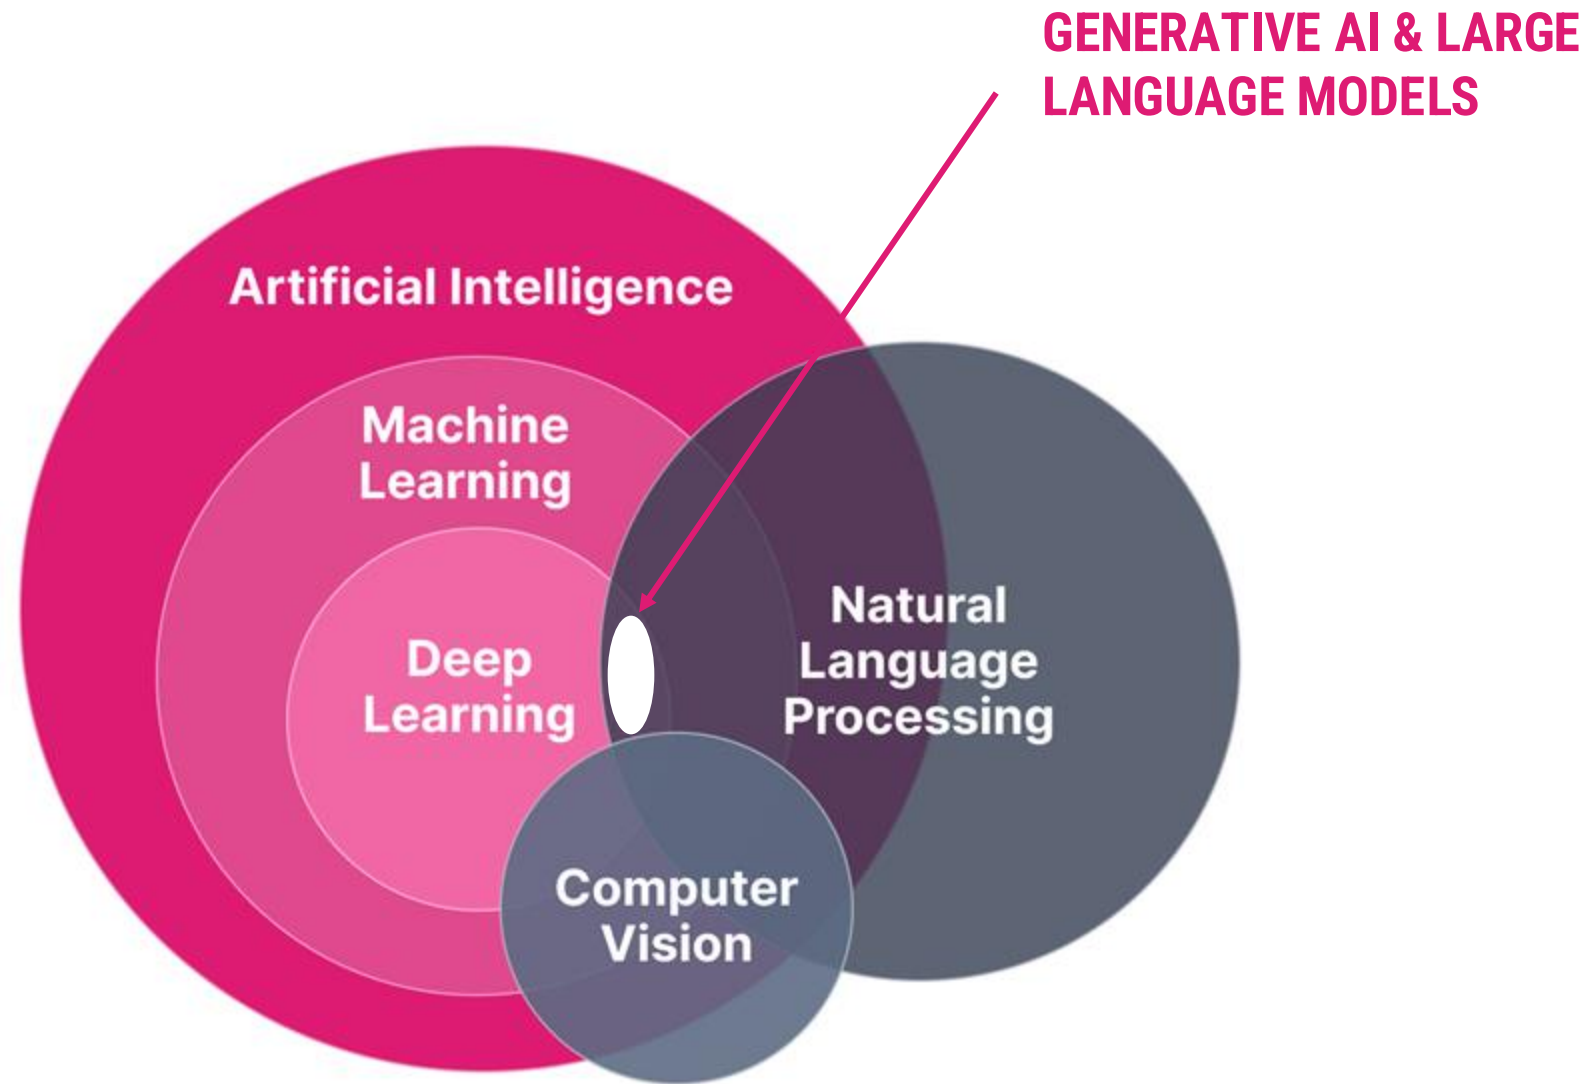 GENERATIVE AI & LARGE
LANGUAGE MODELS
Artificial Intelligence
Machine
Learning
Deep
Learning
Natural
Language
Processing
Computer
Vision